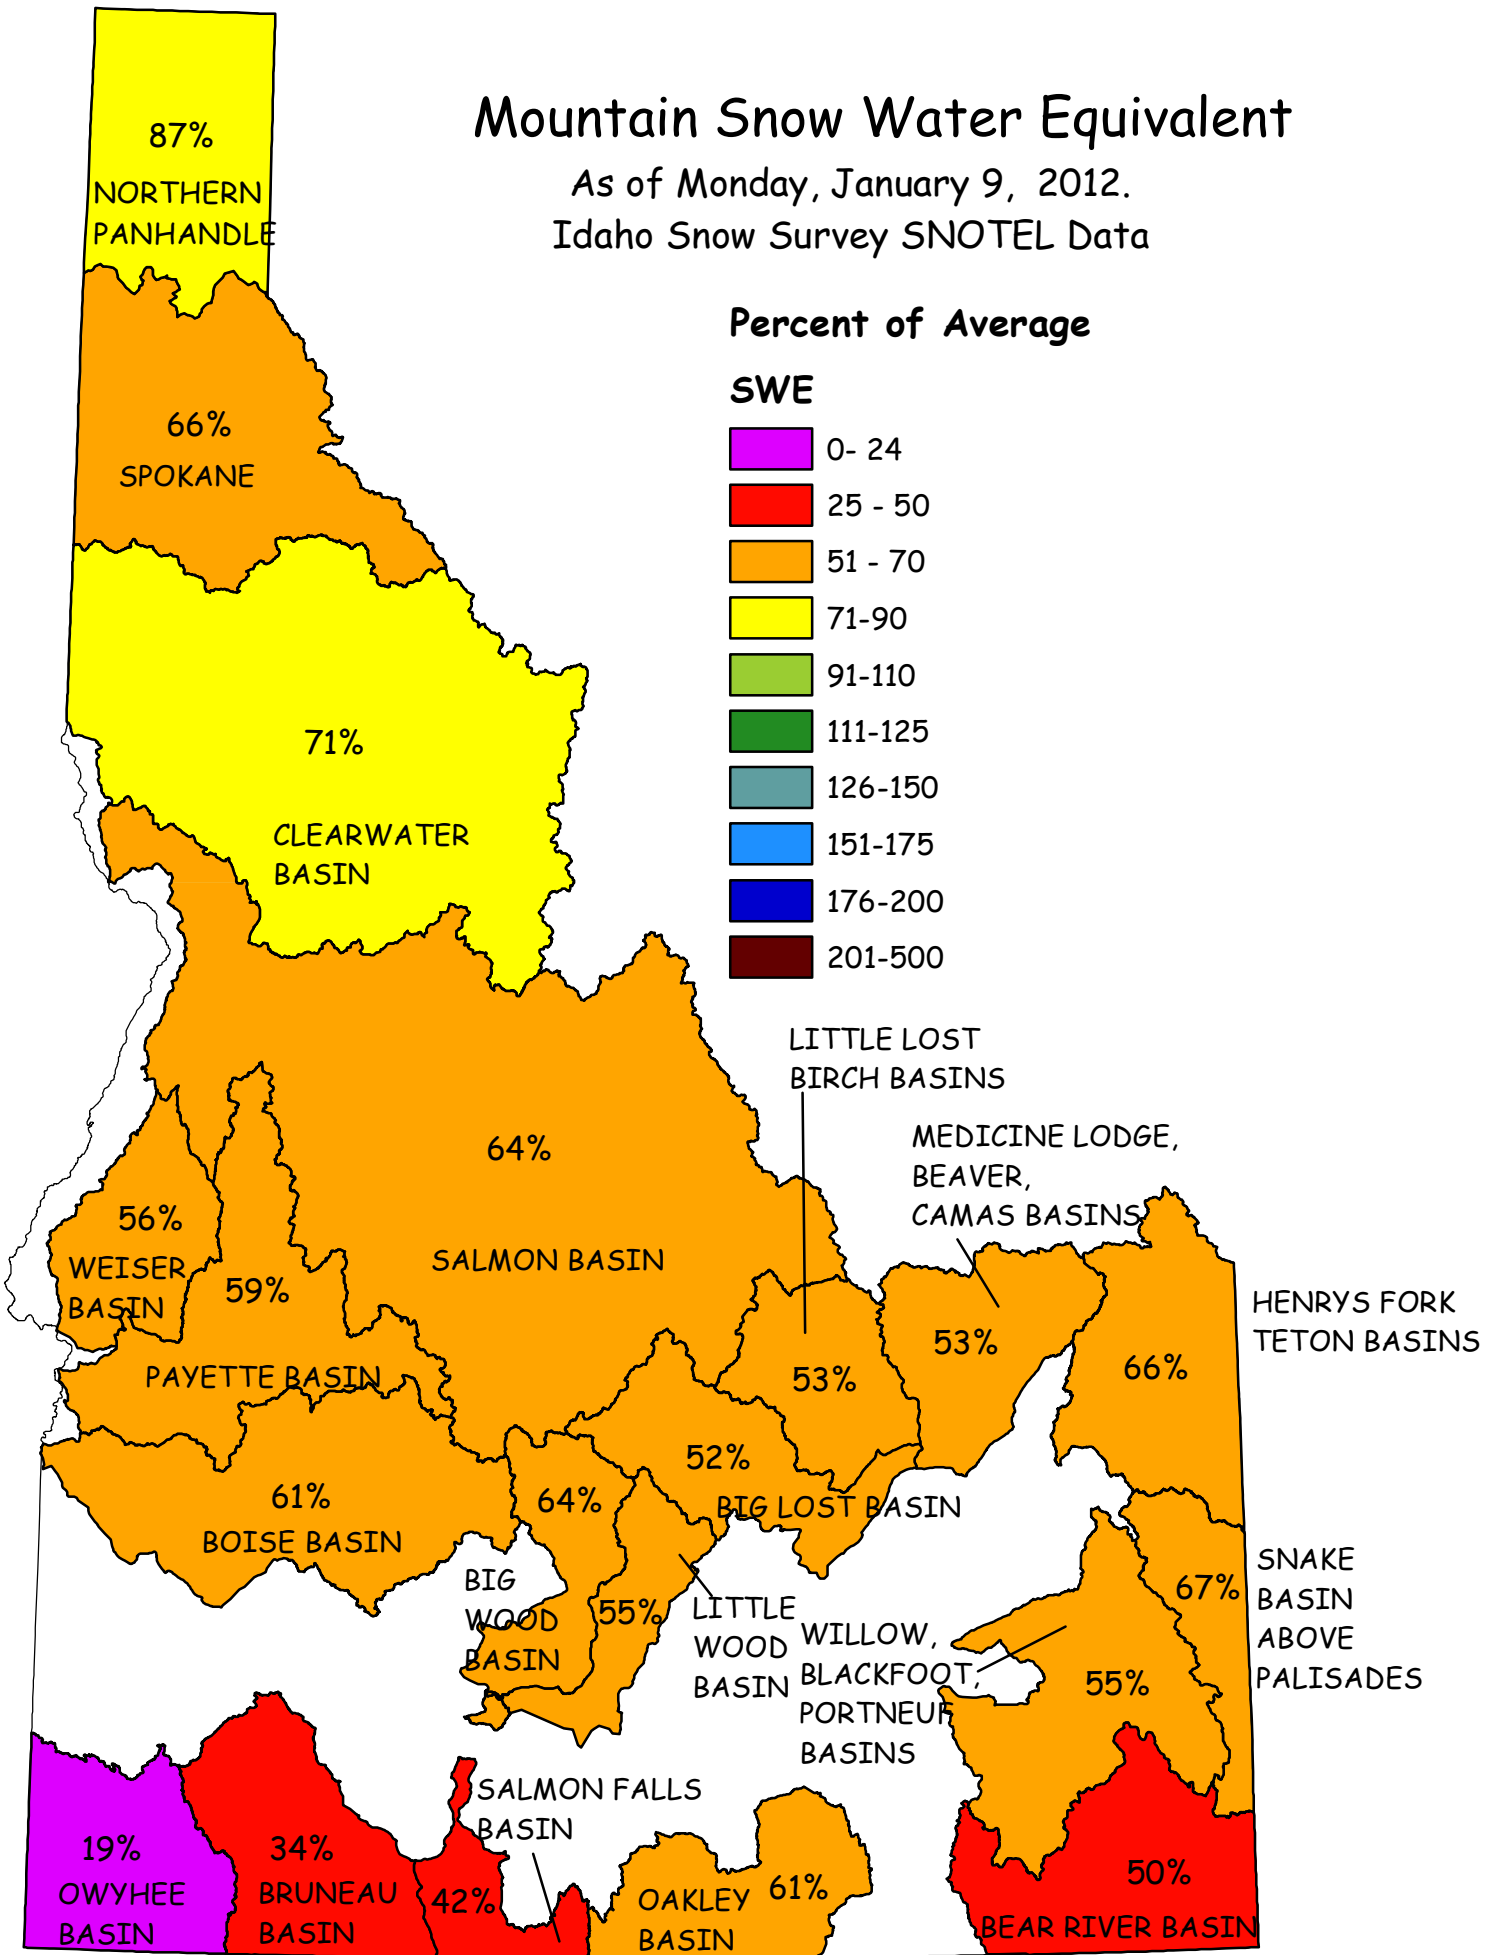 Mountain Snow Water Equivalent
As of Monday, January 9, 2012.
Idaho Snow Survey SNOTEL Data
Percent of Average
SWE
0- 24
25 - 50
51 - 70
71-90
91-110
111-125
126-150
151-175
176-200
201-500
87%
NORTHERN
PANHANDLE
66%
SPOKANE
71%
CLEARWATER
BASIN
64%
SALMON BASIN
56%
WEISER
BASIN
59%
PAYETTE BASIN
61%
BOISE BASIN
LITTLE LOST
BIRCH BASINS
53%
MEDICINE LODGE,
BEAVER,
CAMAS BASINS
53%
66%
HENRYS FORK
TETON BASINS
52%
BIG LOST BASIN
64%
BIG
WOOD
BASIN
55%
LITTLE
WOOD
BASIN
WILLOW,
BLACKFOOT,
PORTNEUF
BASINS
55%
67%
SNAKE
BASIN
ABOVE
PALISADES
19%
OWYHEE
BASIN
34%
BRUNEAU
BASIN
SALMON FALLS
BASIN
42%
OAKLEY
BASIN
61%
50%
BEAR RIVER BASIN